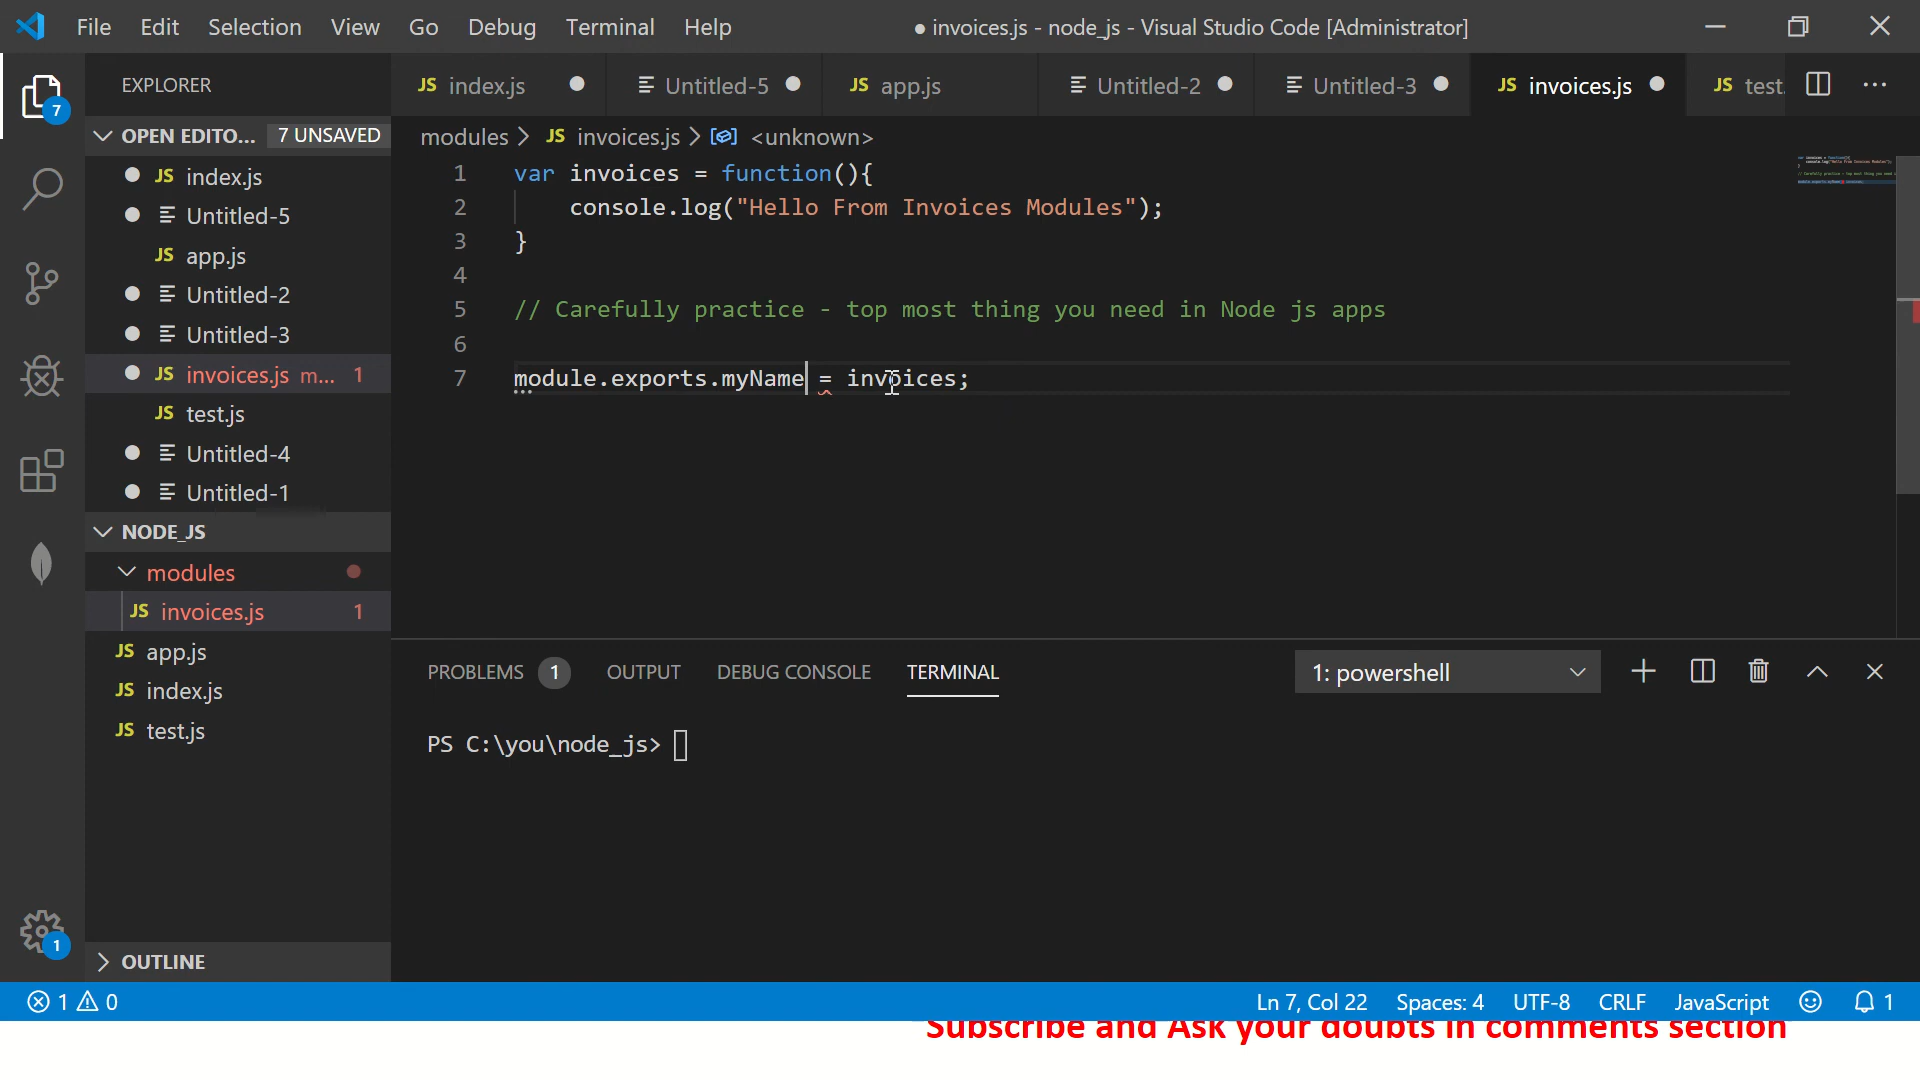 File Edit Selection View Go Debug Terminal Help
● invoices.js - node_js - Visual Studio Code [Administrator]
EXPLORER
JS index.js
Untitled-5
JS app.js
Untitled-2
Untitled-3
JS invoices.js
JS test.
7
OPEN EDITO... 7 UNSAVED
JS index.js
Untitled-5
JS app.js
Untitled-2
Untitled-3
JS invoices.js m... 1
JS test.js
Untitled-4
Untitled-1
NODE_JS
modules
JS invoices.js 1
JS app.js
JS index.js
JS test.js
OUTLINE
1
modules > JS invoices.js > <unknown>
1 var invoices = function(){
2 console.log("Hello From Invoices Modules");
3 }
4
5 // Carefully practice - top most thing you need in Node js apps
6
7 module.exports.myName = invoices;
PROBLEMS 1 OUTPUT DEBUG CONSOLE TERMINAL 1: powershell
PS C:\you\node_js>
1 0 Ln 7, Col 22 Spaces: 4 UTF-8 CRLF JavaScript 1
Subscribe and Ask your doubts in comments section